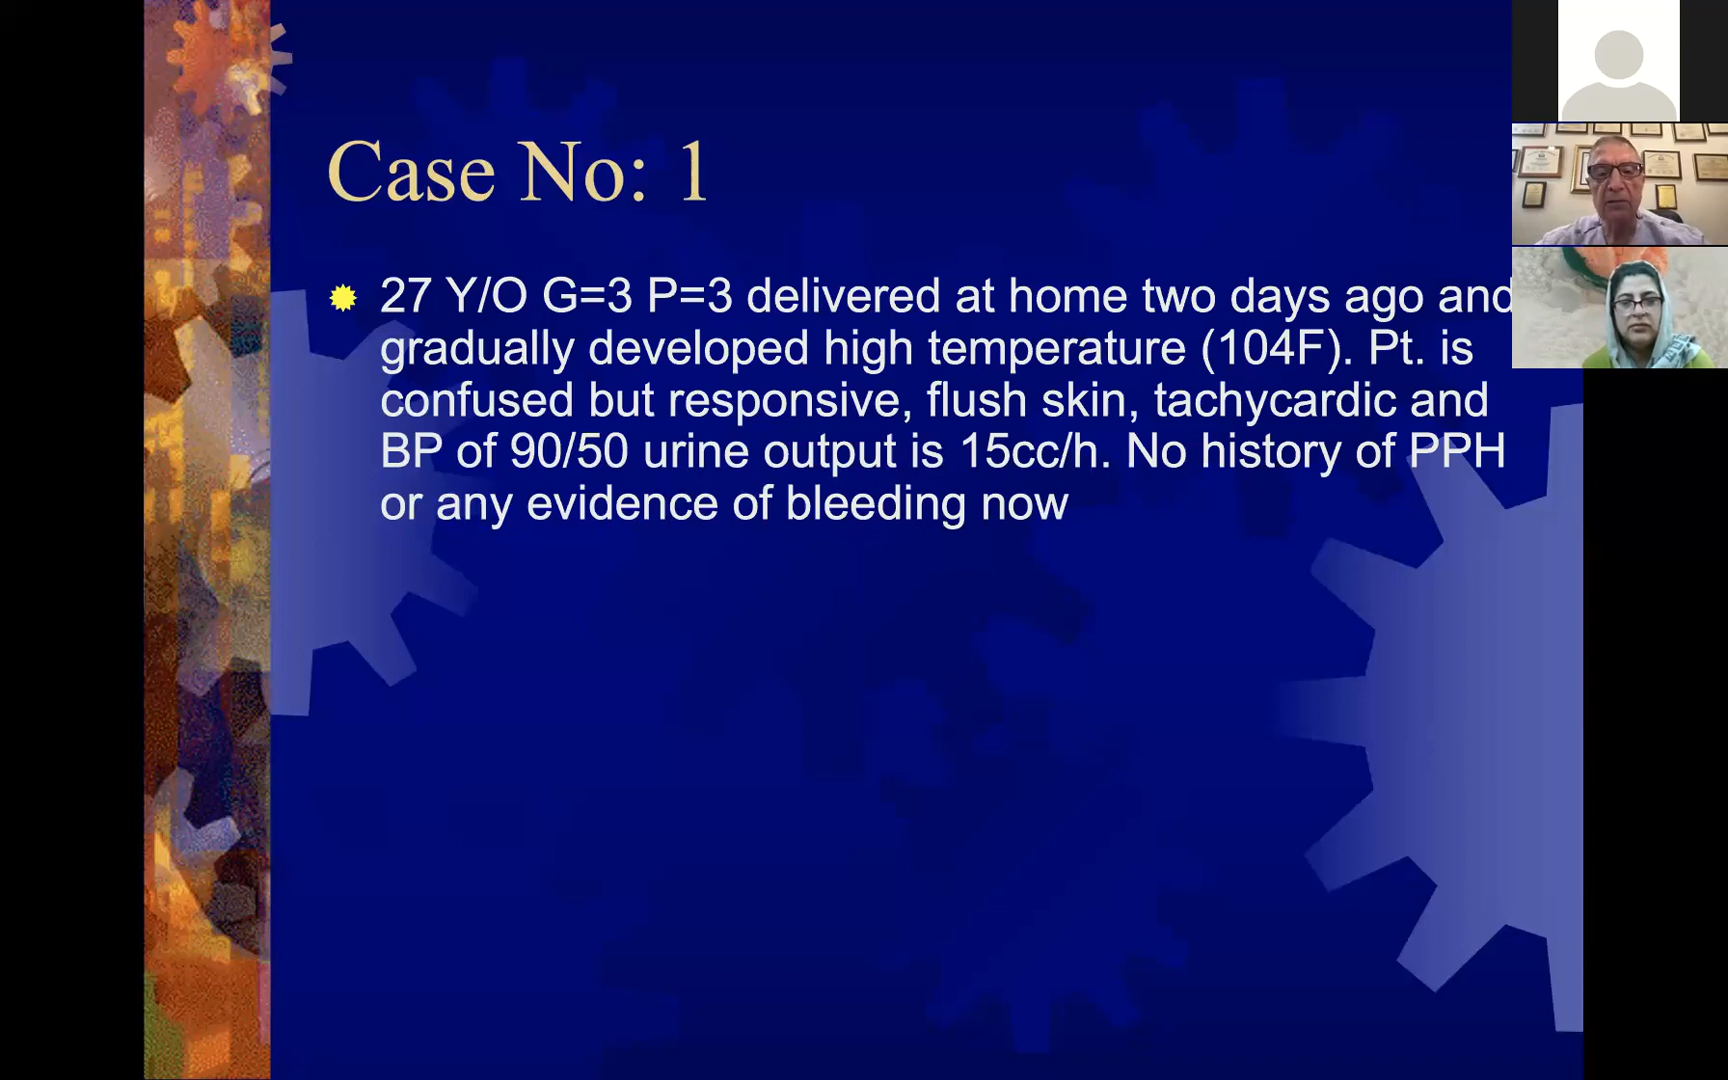 Case No: 1
27 Y/O G=3 P=3 delivered at home two days ago and
gradually developed high temperature (104F). Pt. is
confused but responsive, flush skin, tachycardic and
BP of 90/50 urine output is 15cc/h. No history of PPH
or any evidence of bleeding now